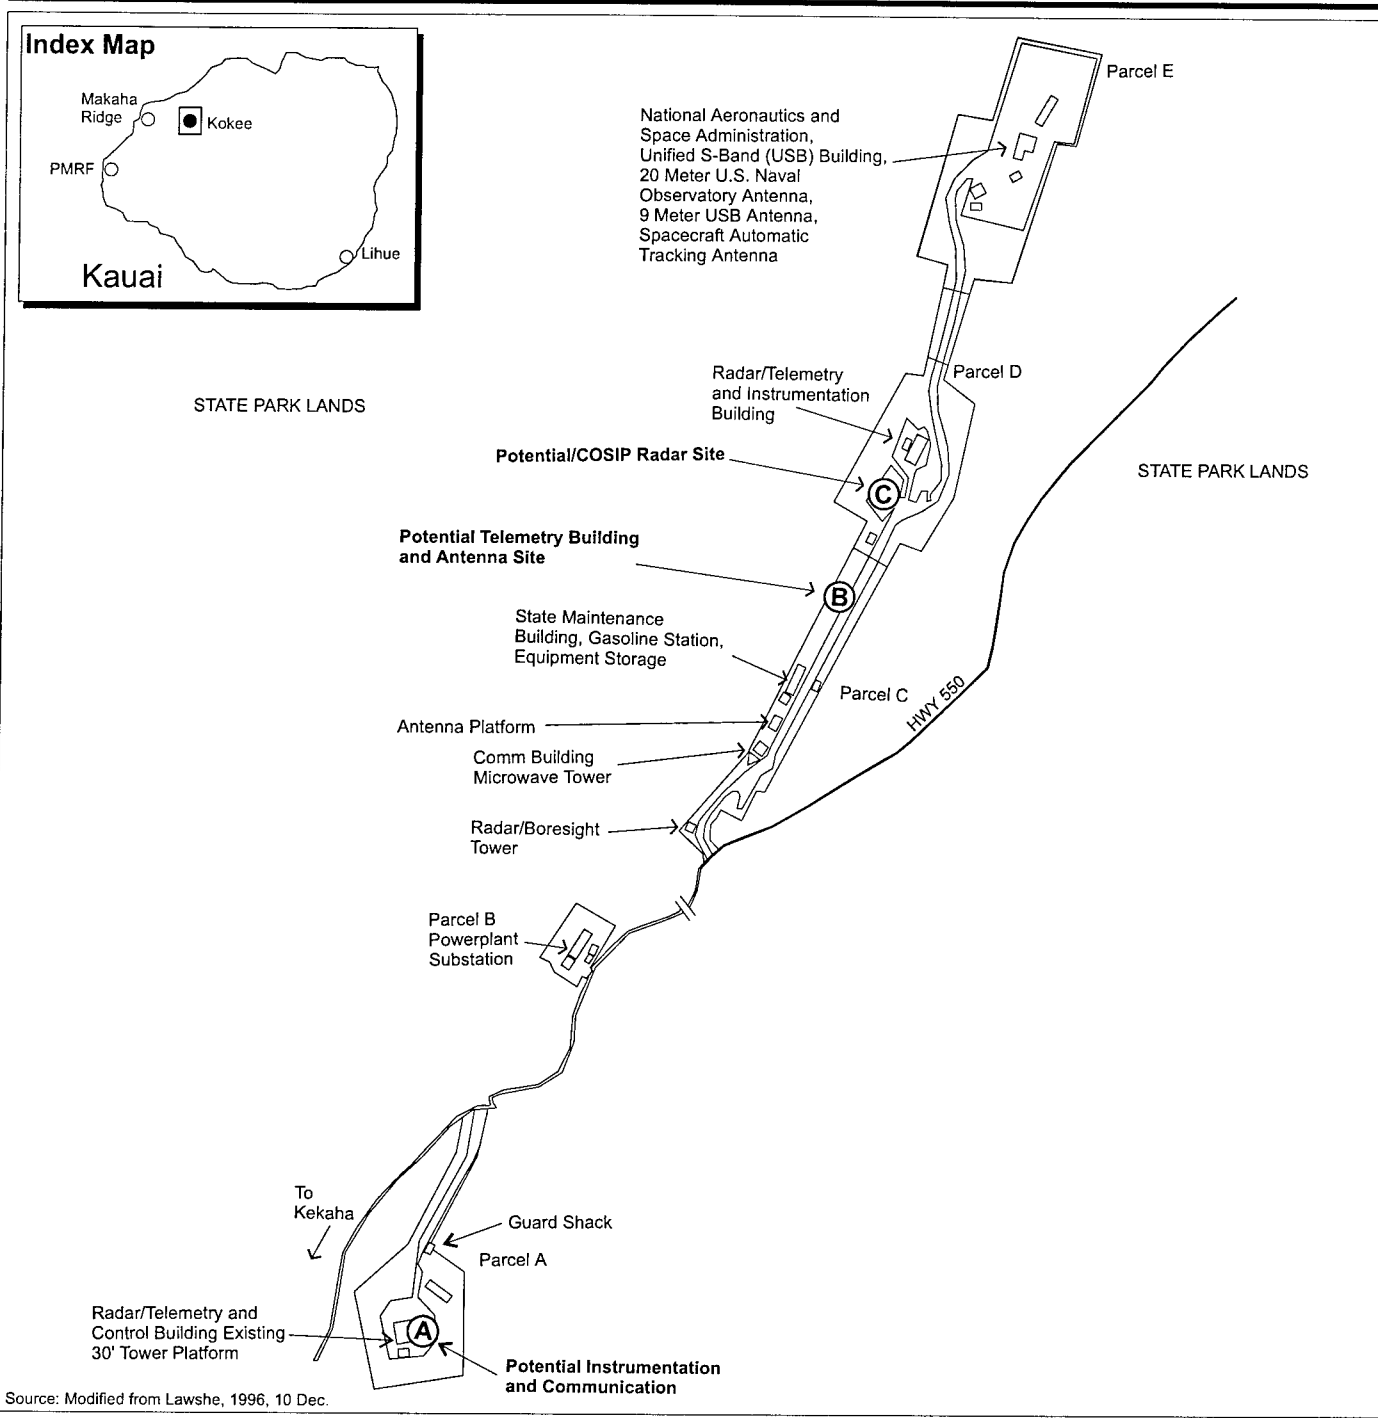 Index Map
Makaha
Ridge
Kokee
PMRF
Lihue
Kauai
Parcel E
National Aeronautics and
Space Administration,
Unified S-Band (USB) Building,
20 Meter U.S. Naval
Observatory Antenna,
9 Meter USB Antenna,
Spacecraft Automatic
Tracking Antenna
Parcel D
Radar/Telemetry
and Instrumentation
Building
STATE PARK LANDS
Potential/COSIP Radar Site
STATE PARK LANDS
C
Potential Telemetry Building
and Antenna Site
B
State Maintenance
Building, Gasoline Station,
Equipment Storage
Parcel C
HWY 550
Antenna Platform
Comm Building
Microwave Tower
Radar/Boresight
Tower
Parcel B
Powerplant
Substation
To
Kekaha
Guard Shack
Parcel A
Radar/Telemetry and
Control Building Existing
30' Tower Platform
A
Potential Instrumentation
and Communication
Source: Modified from Lawshe, 1996, 10 Dec.